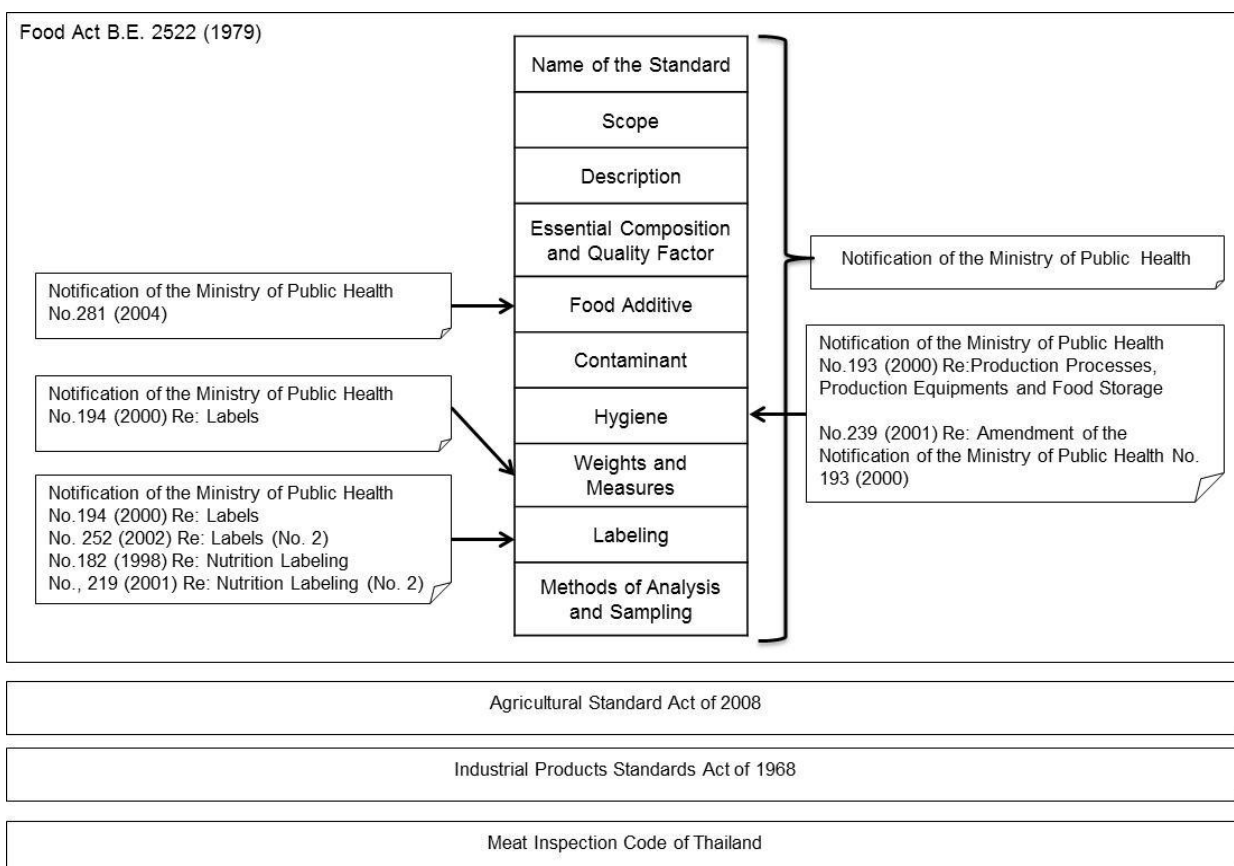 Food Act B.E. 2522 (1979)
Name of the Standard
Scope
Description
Essential Composition
and Quality Factor
Food Additive
Contaminant
Hygiene
Weights and
Measures
Labeling
Methods of Analysis
and Sampling
Notification of the Ministry of Public Health
No.281 (2004)
Notification of the Ministry of Public Health
No.194 (2000) Re: Labels
Notification of the Ministry of Public Health
No.194 (2000) Re: Labels
No. 252 (2002) Re: Labels (No. 2)
No.182 (1998) Re: Nutrition Labeling
No., 219 (2001) Re: Nutrition Labeling (No. 2)
Notification of the Ministry of Public Health
Notification of the Ministry of Public Health
No.193 (2000) Re:Production Processes,
Production Equipments and Food Storage
No.239 (2001) Re: Amendment of the
Notification of the Ministry of Public Health No.
193 (2000)
Agricultural Standard Act of 2008
Industrial Products Standards Act of 1968
Meat Inspection Code of Thailand